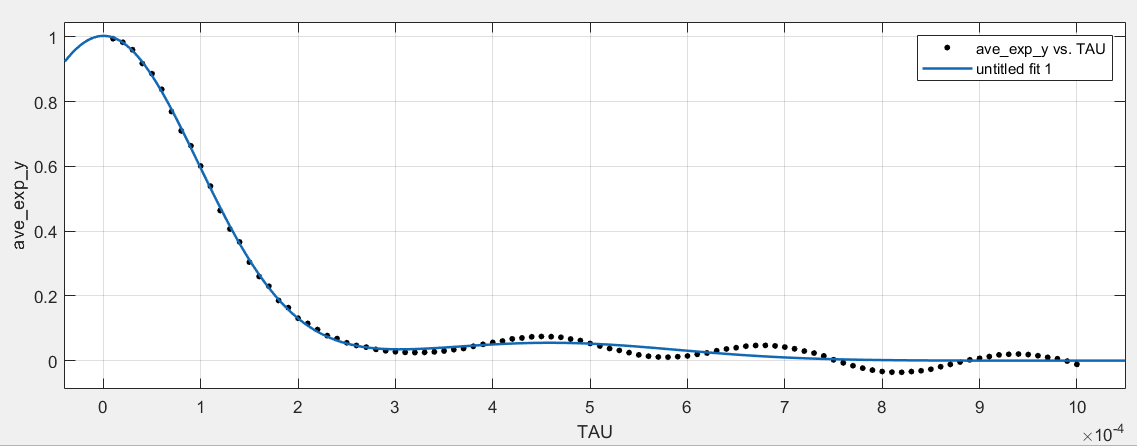 ave_exp_y vs. TAU
untitled fit 1
1
0.8
0.6
0.4
0.2
0
ave_exp_y
0 1 2 3 4 5 6 7 8 9 10
TAU
×10⁻⁴